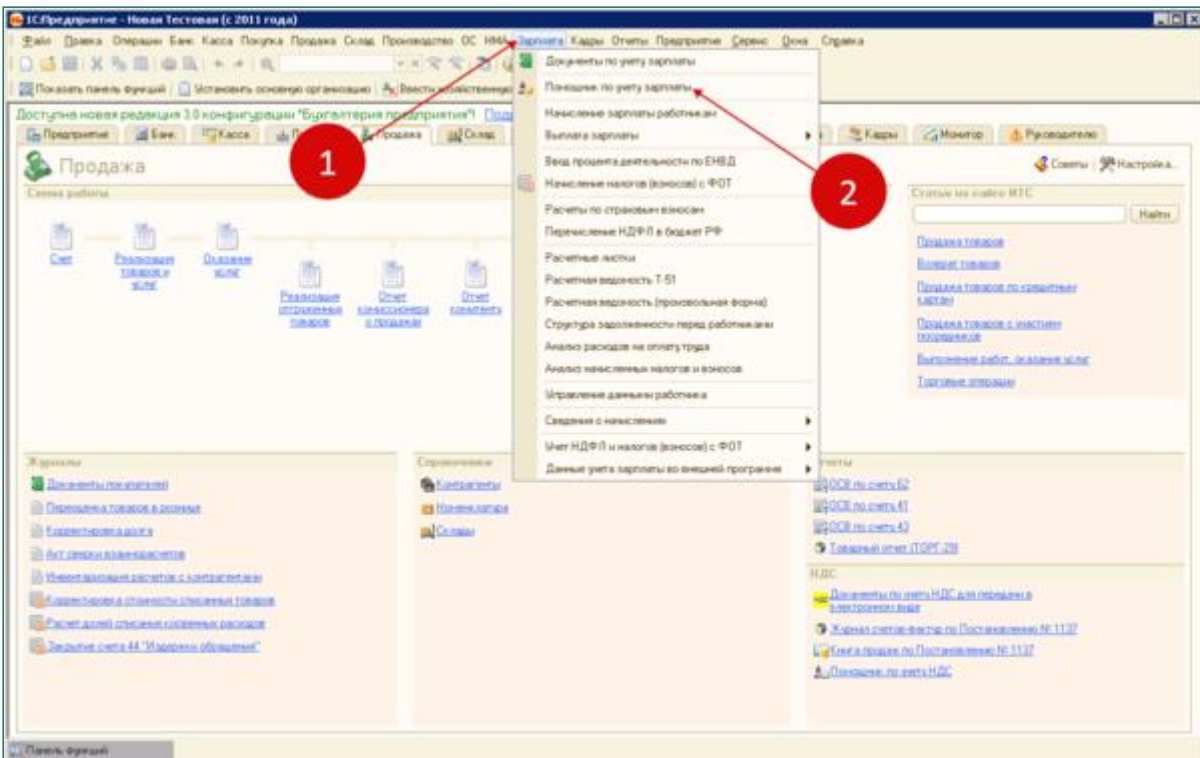 1С:Предприятие - Новая Тестовая (с 2011 года)
Файл Правка Операции Банк Касса Покупка Продажа Склад Производство ОС НМА Зарплата Кадры Отчеты Предприятие Сервис Окна Справка
Показать панель функций Установить основную организацию Ввести хозяйственную
Доступна новая редакция 3.0 конфигурации "Бухгалтерия предприятия"!
Предприятие Банк Касса Продажа Склад Кадры Монитор Руководителю
Продажа
Советы Настройка...
Схема работы
Счет
Реализация товаров и услуг
Оказание услуг
Реализация отгруженных товаров
Отчет комиссионера о продажах
Отчет комитенту
1
2
Документы по учету зарплаты
Помощник по учету зарплаты
Начисление зарплаты работникам
Выплата зарплаты
Ввод процента деятельности по ЕНВД
Начисление налогов (взносов) с ФОТ
Расчеты по страховым взносам
Перечисление НДФЛ в бюджет РФ
Расчетные листки
Расчетная ведомость Т-51
Расчетная ведомость (произвольная форма)
Структура задолженности перед работниками
Анализ расходов на оплату труда
Анализ начисленных налогов и взносов
Управление данными работника
Сведения о начислениях
Учет НДФЛ и налогов (взносов) с ФОТ
Данные учета зарплаты во внешней программе
Статьи на сайте ИТС
Найти
Продажа товаров
Возврат товаров
Продажа товаров по кредитным
картам
Продажа товаров с участием
посредников
Выполнение работ, оказание услуг
Торговые операции
Журналы
Документы покупателей
Переоценка товаров в рознице
Корректировка долга
Акт сверки взаиморасчетов
Инвентаризация расчетов с контрагентами
Корректировка стоимости списанных товаров
Расчет долей списания косвенных расходов
Закрытие счета 44 "Издержки обращения"
Справочники
Контрагенты
Номенклатура
Склады
ОСВ по счету 62
ОСВ по счету 41
ОСВ по счету 43
Товарный отчет (ТОРГ-29)
НДС
Документы по учету НДС для передачи в
электронном виде
Журнал счетов-фактур по Постановлению № 1137
Книга продаж по Постановлению № 1137
Помощник по учету НДС
Панель функций